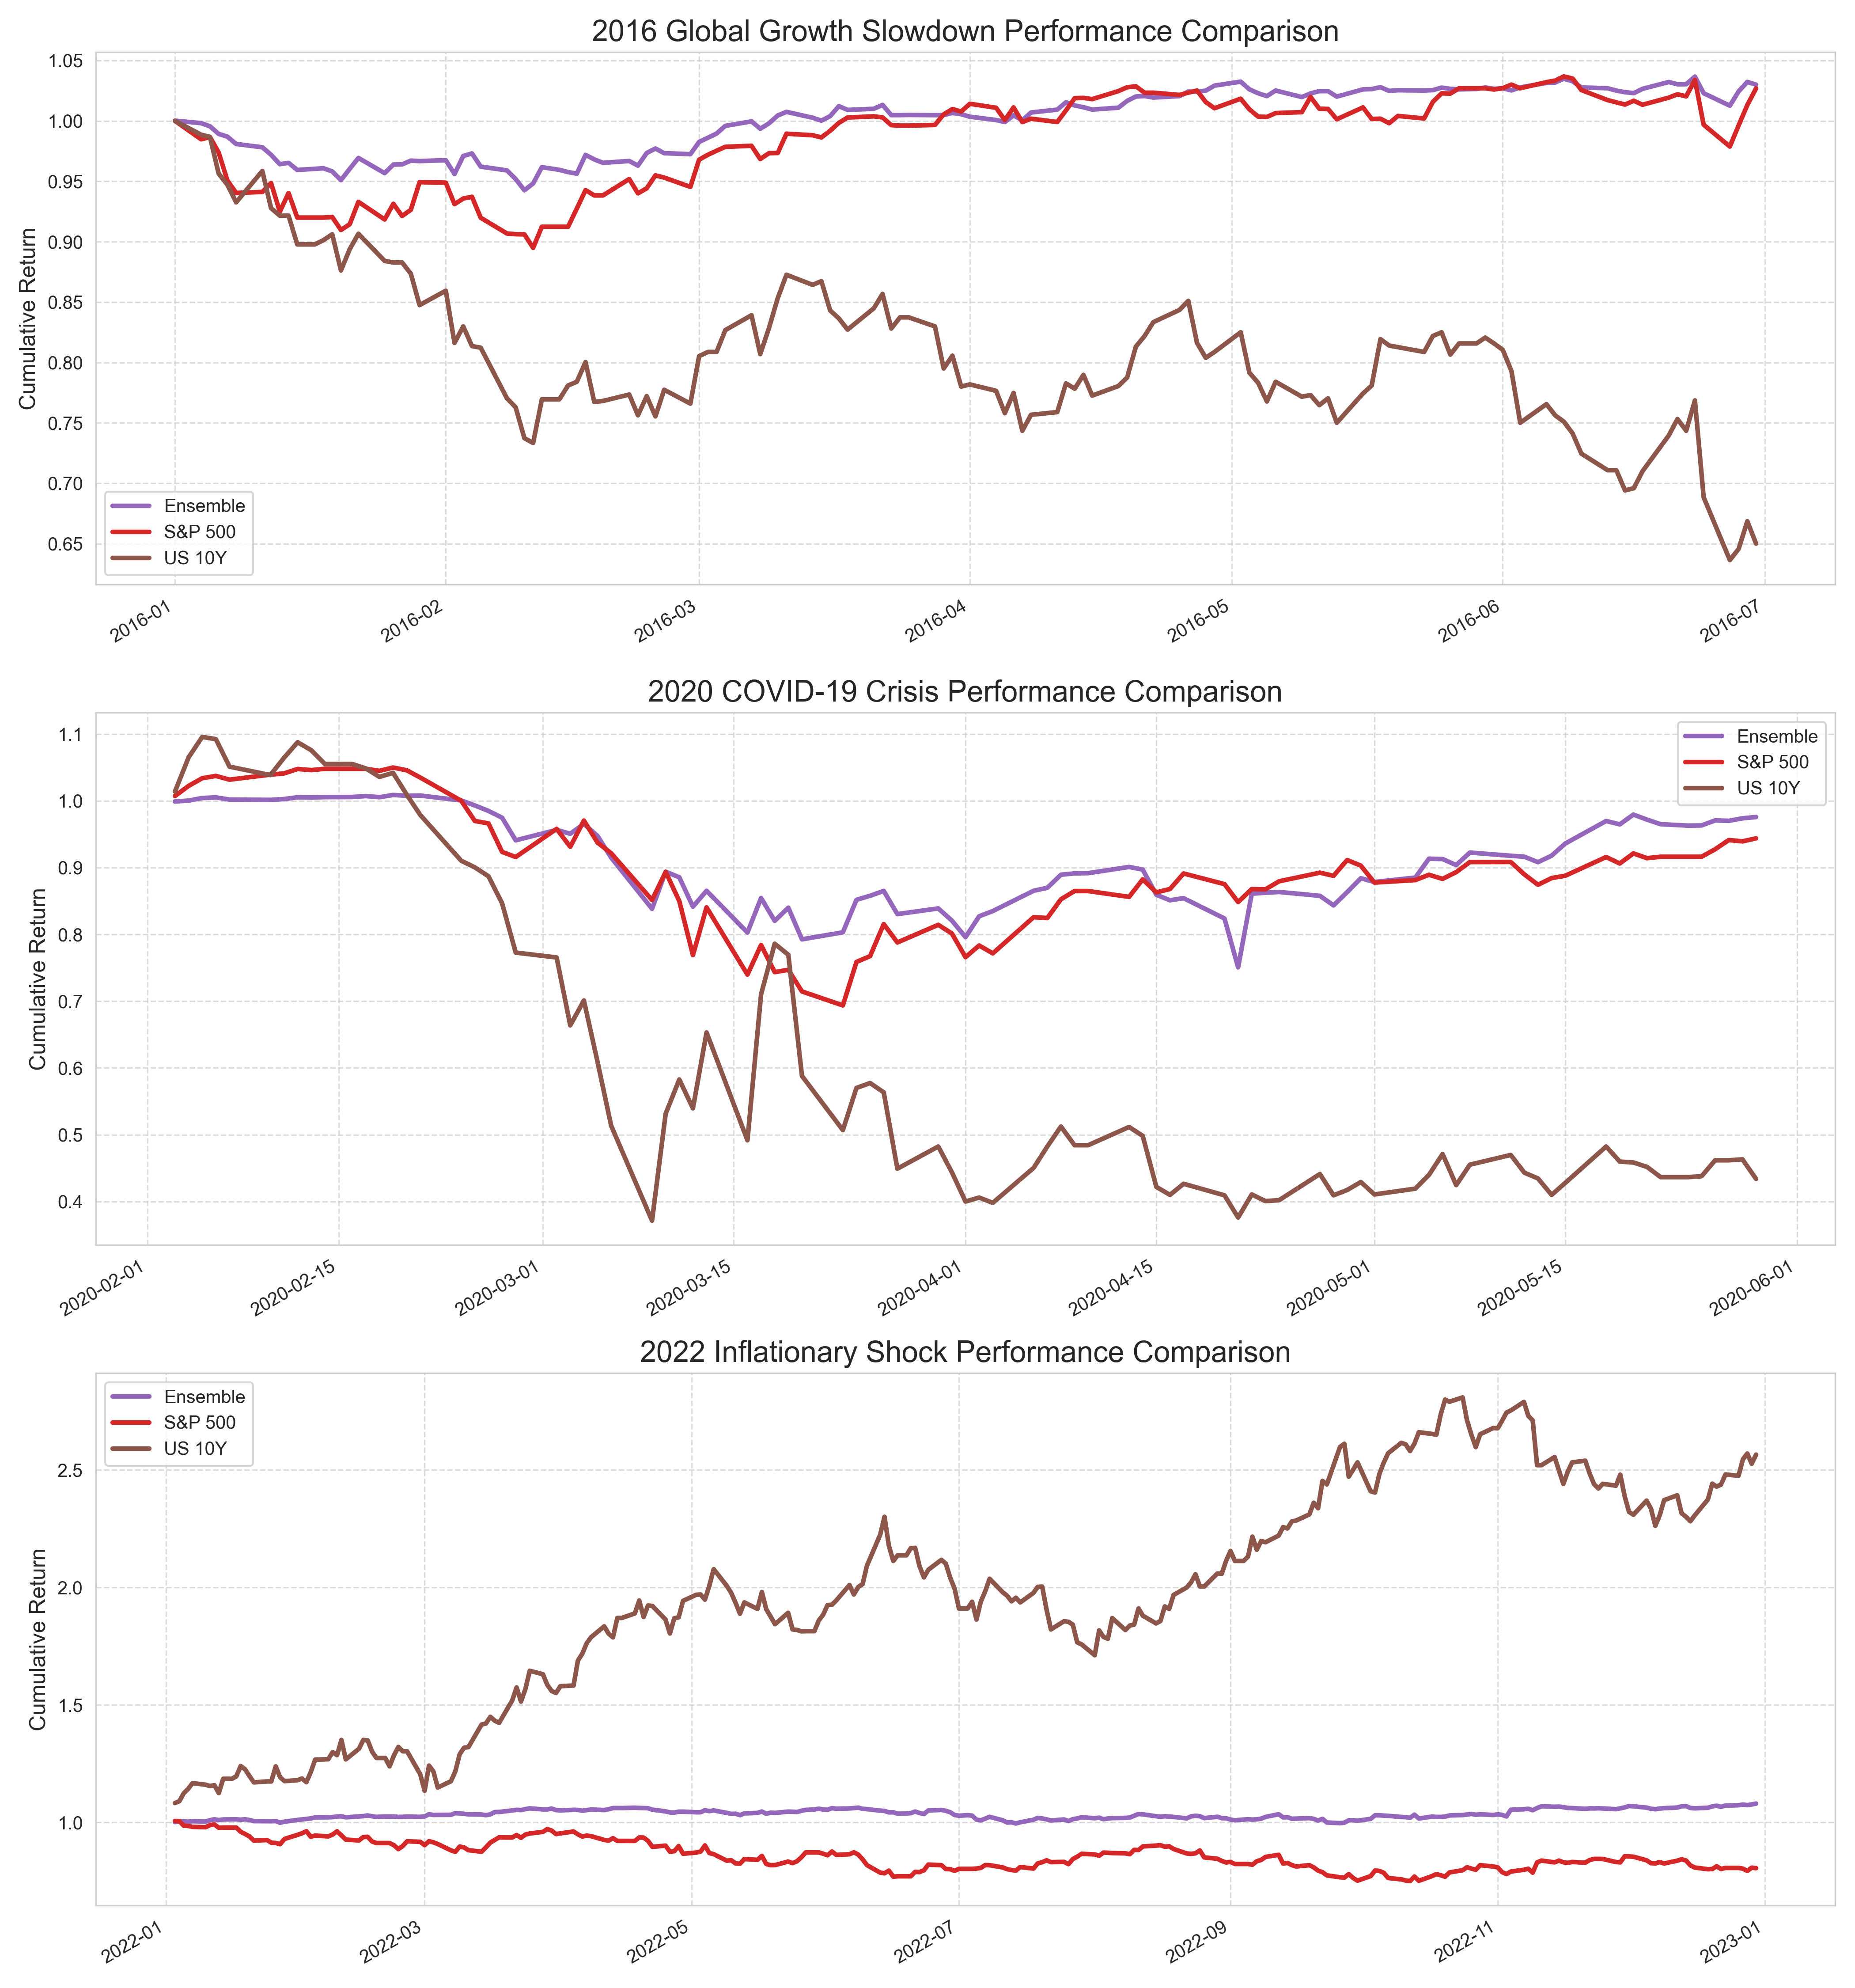 2016 Global Growth Slowdown Performance Comparison
1.05
1.00
0.95
0.90
0.85
0.80
0.75
0.70
0.65
Cumulative Return
Ensemble
S&P 500
US 10Y
2016-01
2016-02
2016-03
2016-04
2016-05
2016-06
2016-07
2020 COVID-19 Crisis Performance Comparison
1.1
1.0
0.9
0.8
0.7
0.6
0.5
0.4
Cumulative Return
Ensemble
S&P 500
US 10Y
2020-02-01
2020-02-15
2020-03-01
2020-03-15
2020-04-01
2020-04-15
2020-05-01
2020-05-15
2020-06-01
2022 Inflationary Shock Performance Comparison
Ensemble
S&P 500
US 10Y
2.5
2.0
1.5
1.0
Cumulative Return
2022-01
2022-03
2022-05
2022-07
2022-09
2022-11
2023-01